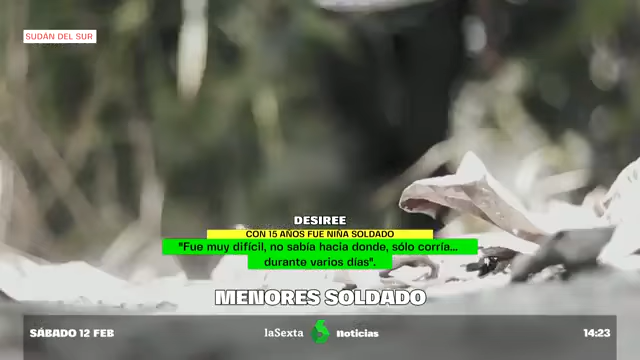 SUDÁN DEL SUR
DESIREE
CON 15 AÑOS FUE NIÑA SOLDADO
"Fue muy difícil, no sabía hacia donde, sólo corría...
durante varios días".
MENORES SOLDADO
SÁBADO 12 FEB laSexta Noticias 14:23